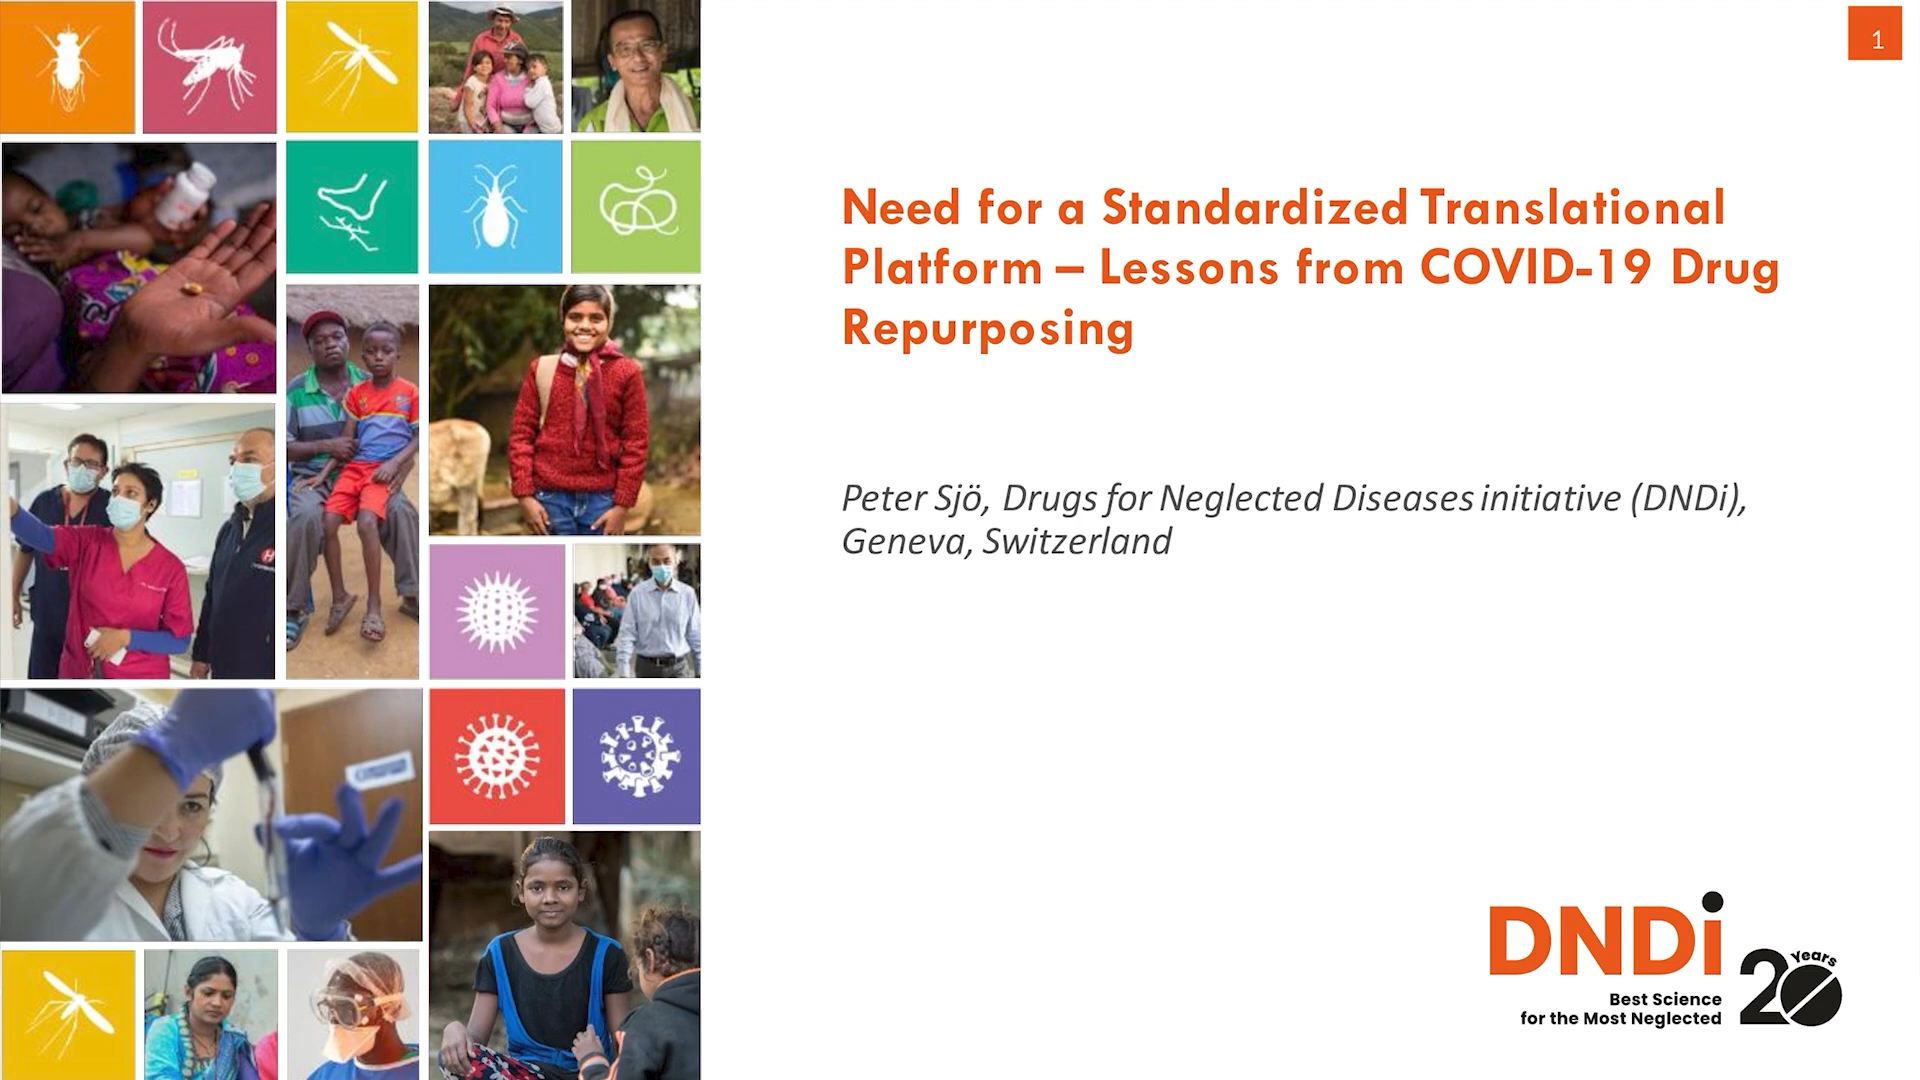 1
Need for a Standardized Translational
Platform – Lessons from COVID-19 Drug
Repurposing
Peter Sjö, Drugs for Neglected Diseases initiative (DNDi),
Geneva, Switzerland
DNDi
20 Years
Best Science
for the Most Neglected